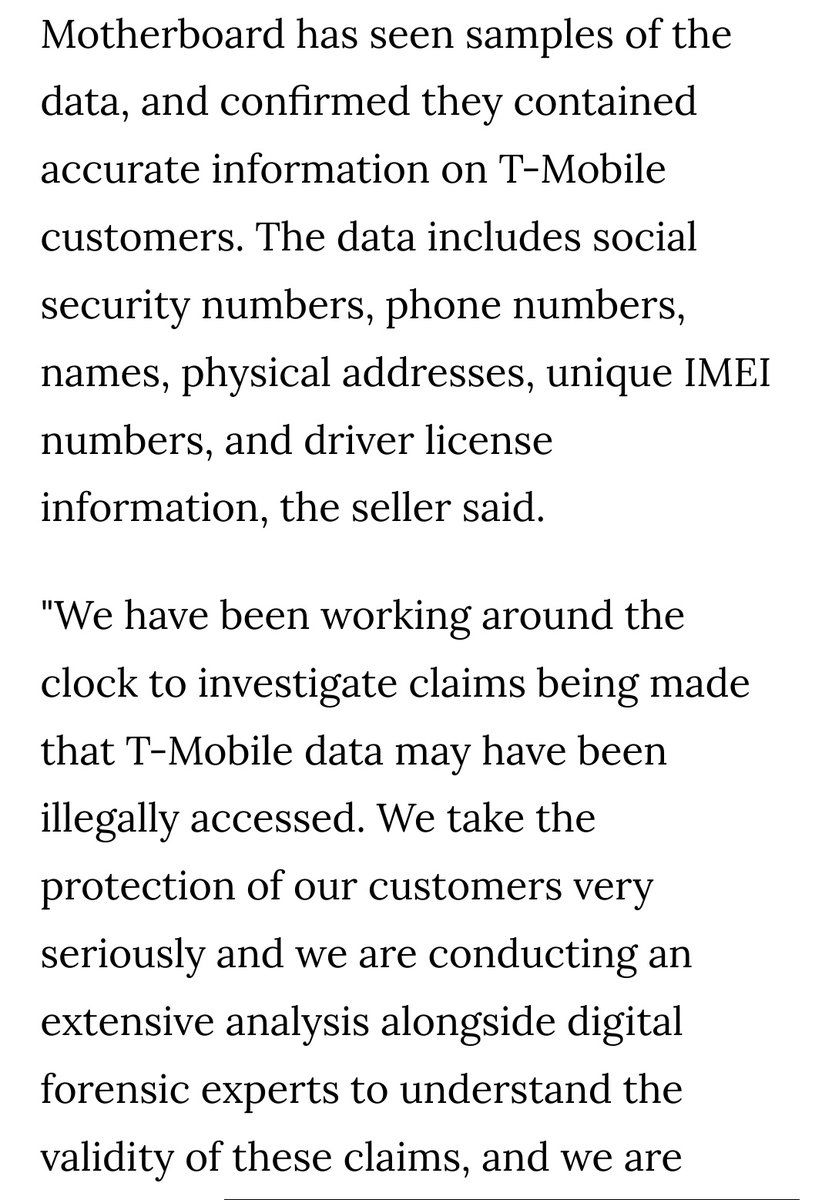 Motherboard has seen samples of the
data, and confirmed they contained
accurate information on T-Mobile
customers. The data includes social
security numbers, phone numbers,
names, physical addresses, unique IMEI
numbers, and driver license
information, the seller said.
"We have been working around the
clock to investigate claims being made
that T-Mobile data may have been
illegally accessed. We take the
protection of our customers very
seriously and we are conducting an
extensive analysis alongside digital
forensic experts to understand the
validity of these claims, and we are